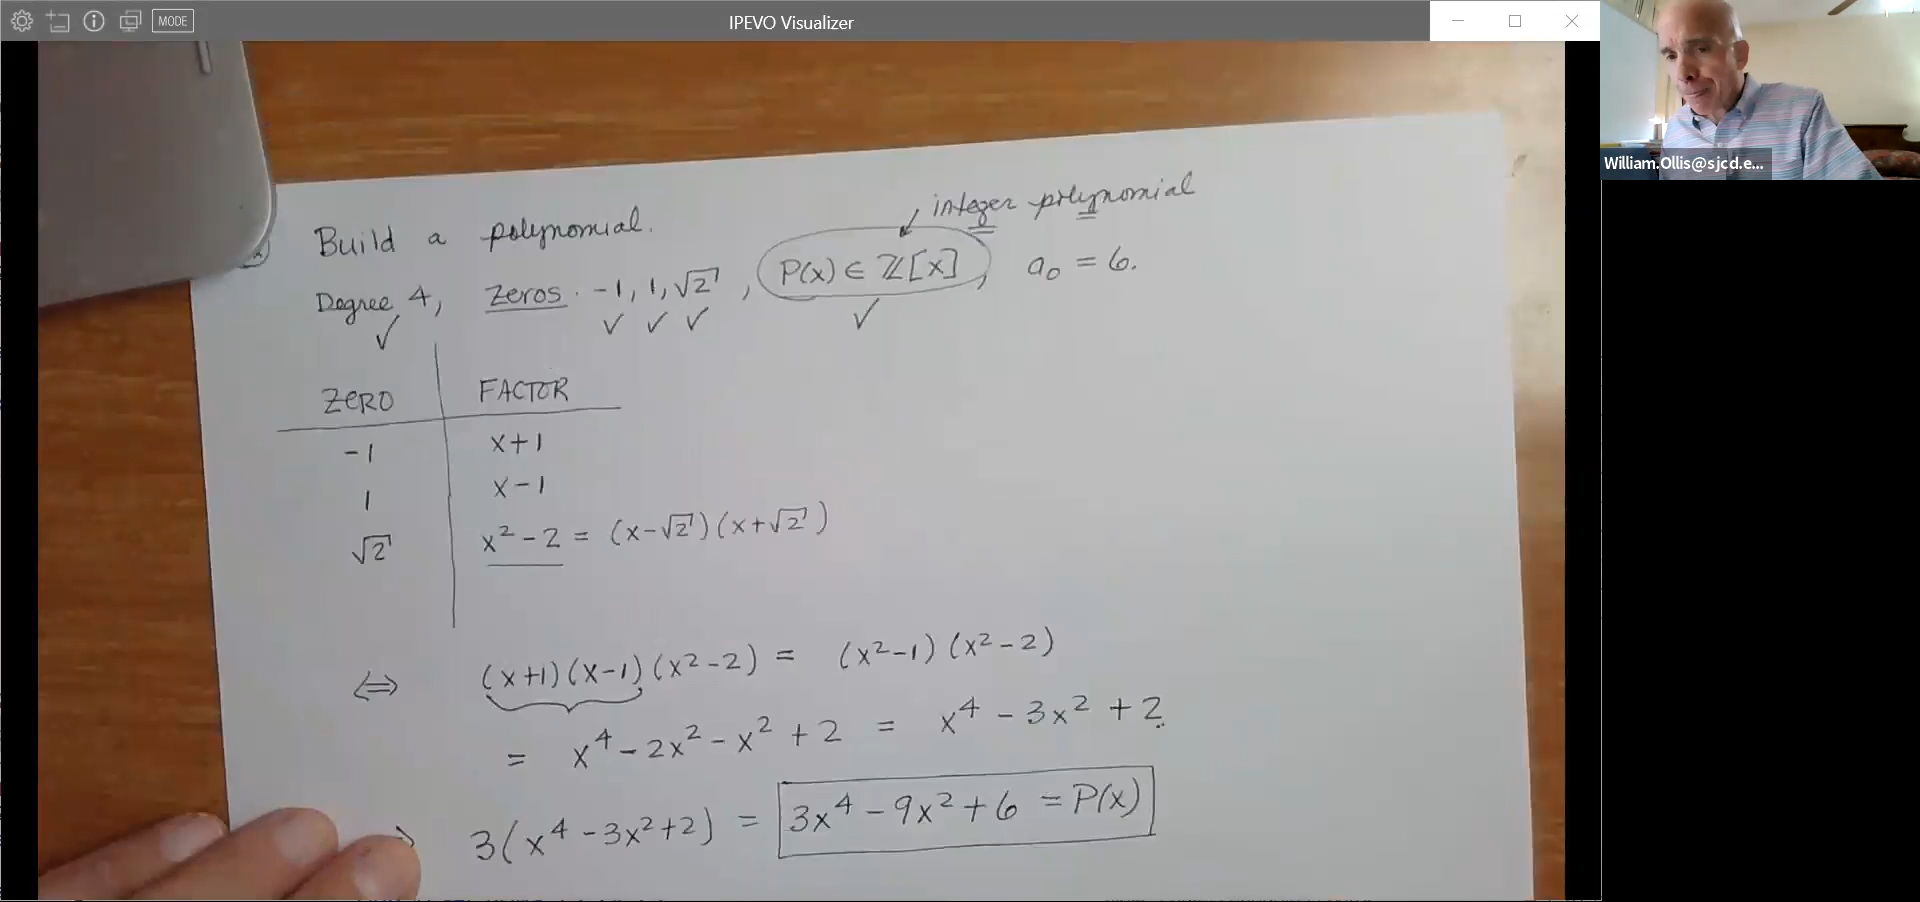 MODE
IPEVO Visualizer
William.Ollis@sjcd.e...
integer polynomial
Build a polynomial.
Degree 4, Zeros: -1, 1, √2, P(x) ∈ ℤ[x], a₀ = 6.
✓ ✓ ✓ ✓ ✓
ZERO FACTOR
-1 x+1
1 x-1
√2 x²-2 = (x-√2)(x+√2)
⇔ (x+1)(x-1)(x²-2) = (x²-1)(x²-2)
= x⁴-2x²-x²+2 = x⁴-3x²+2
3(x⁴-3x²+2) = 3x⁴-9x²+6 = P(x)